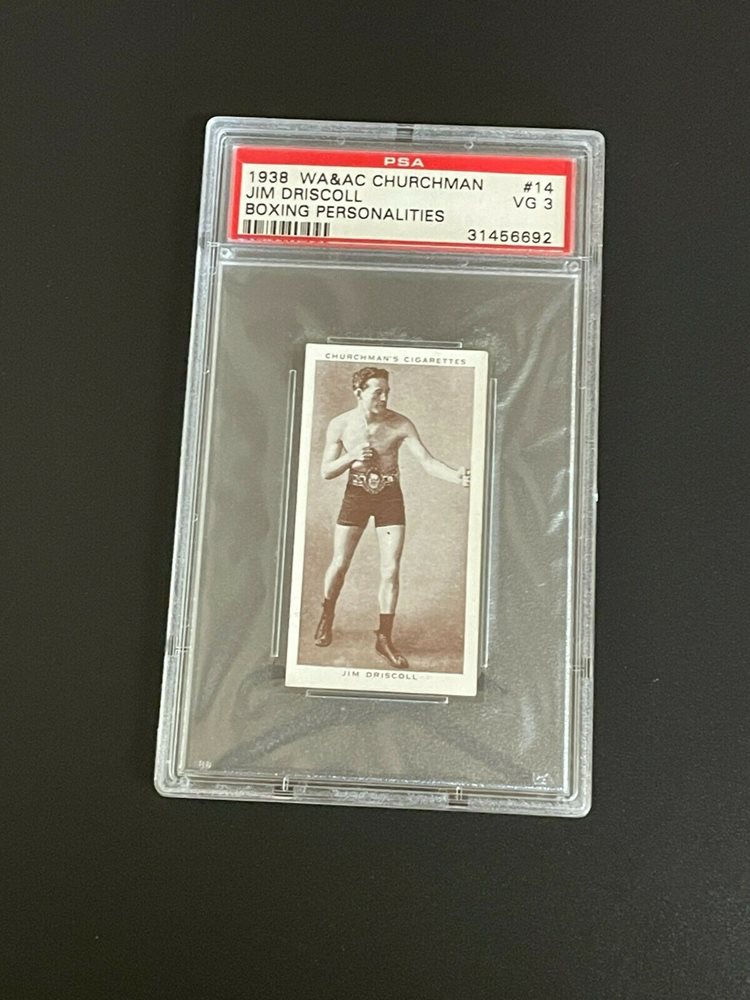 PSA
1938 WA&AC CHURCHMAN #14
JIM DRISCOLL VG 3
BOXING PERSONALITIES
31456692
CHURCHMAN'S CIGARETTES
JIM DRISCOLL